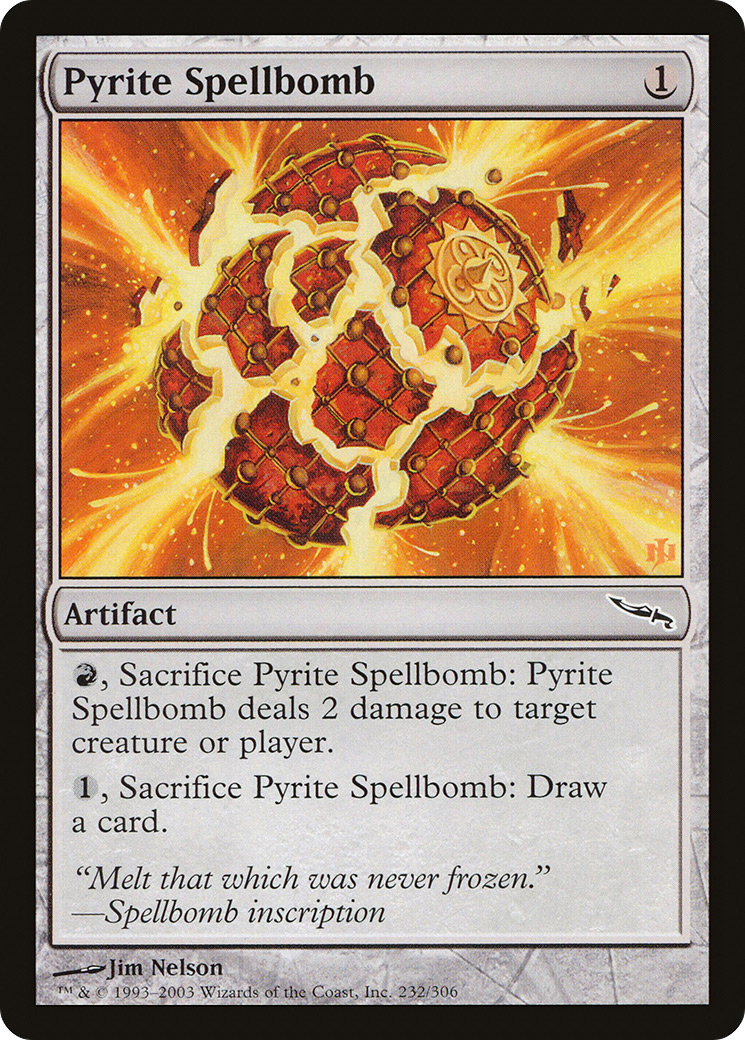 Pyrite Spellbomb 1
Artifact
, Sacrifice Pyrite Spellbomb: Pyrite
Spellbomb deals 2 damage to target
creature or player.
1, Sacrifice Pyrite Spellbomb: Draw
a card.
“Melt that which was never frozen.”
—Spellbomb inscription
Jim Nelson
™ & © 1993–2003 Wizards of the Coast, Inc. 232/306